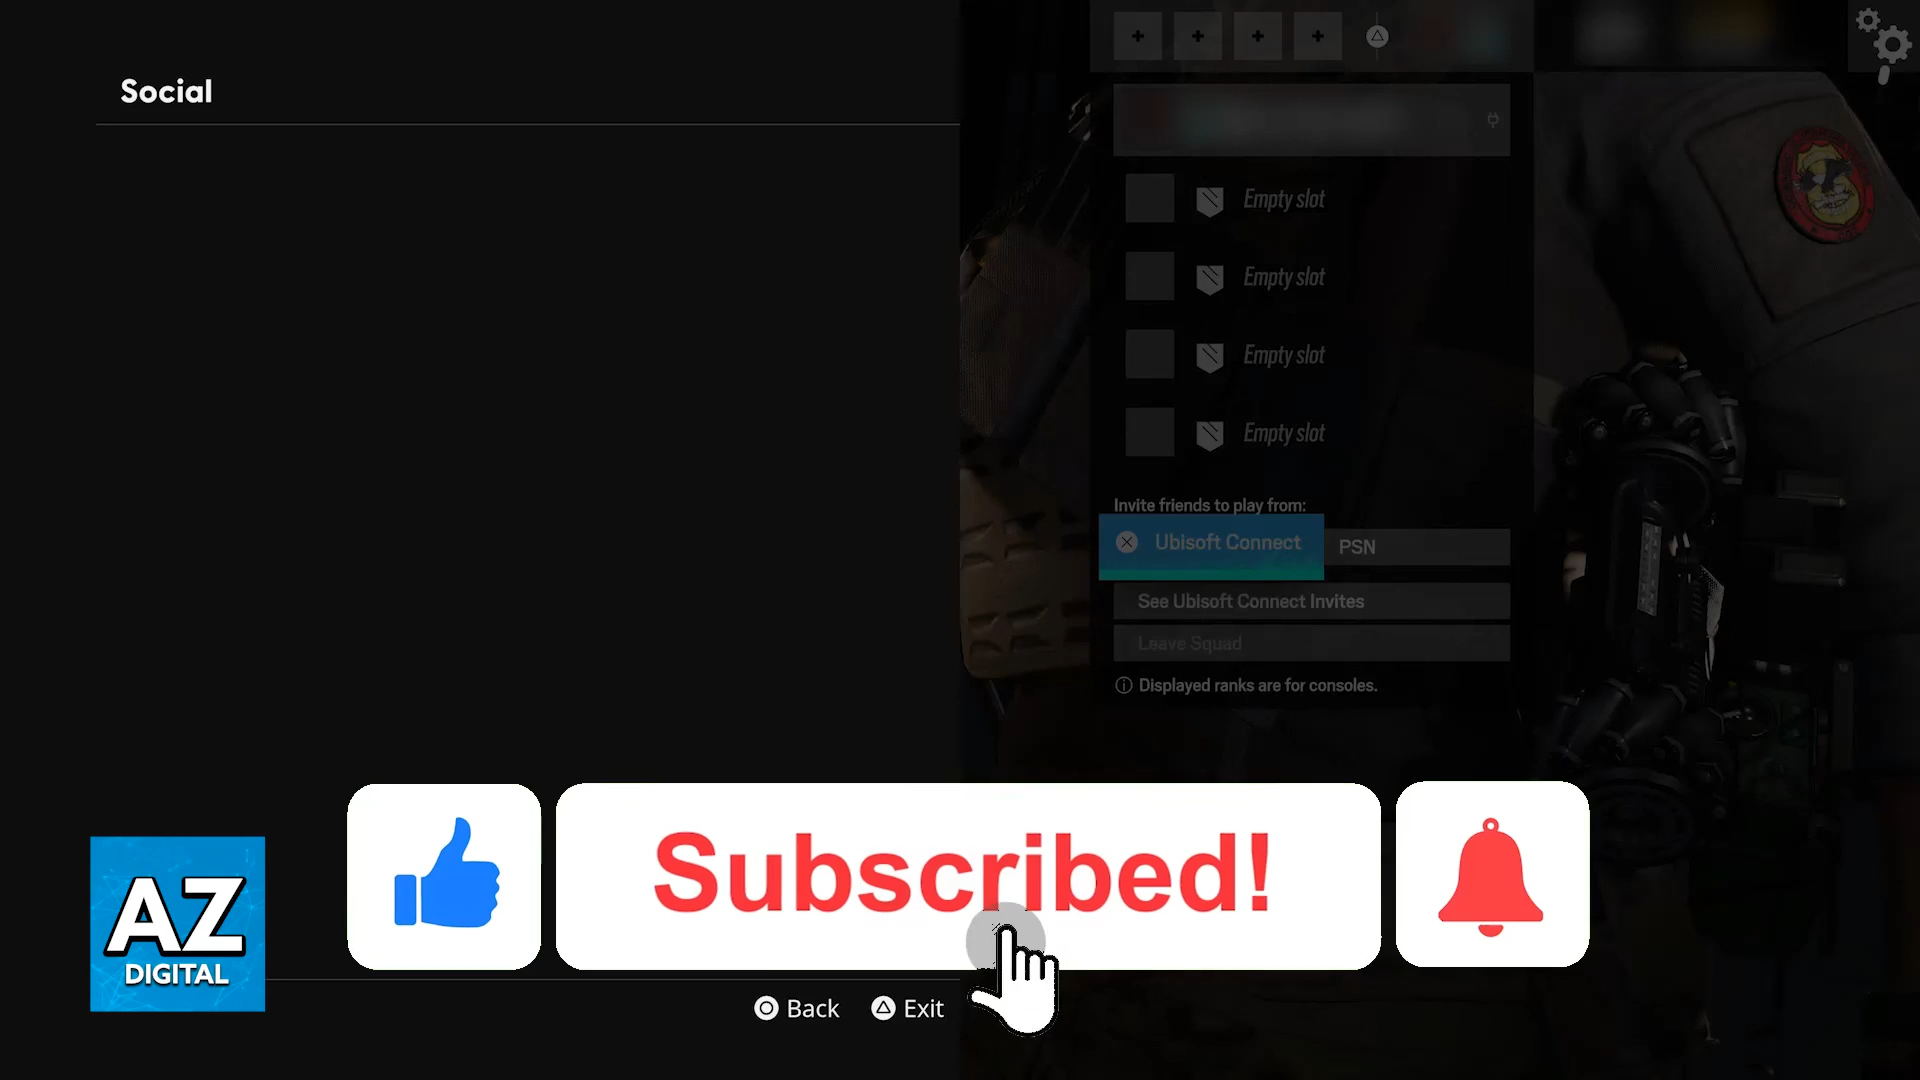 Social
Empty slot
Empty slot
Empty slot
Empty slot
Invite friends to play from:
Ubisoft Connect
PSN
See Ubisoft Connect Invites
Leave Squad
Displayed ranks are for consoles.
Subscribed!
AZ
DIGITAL
Back
Exit